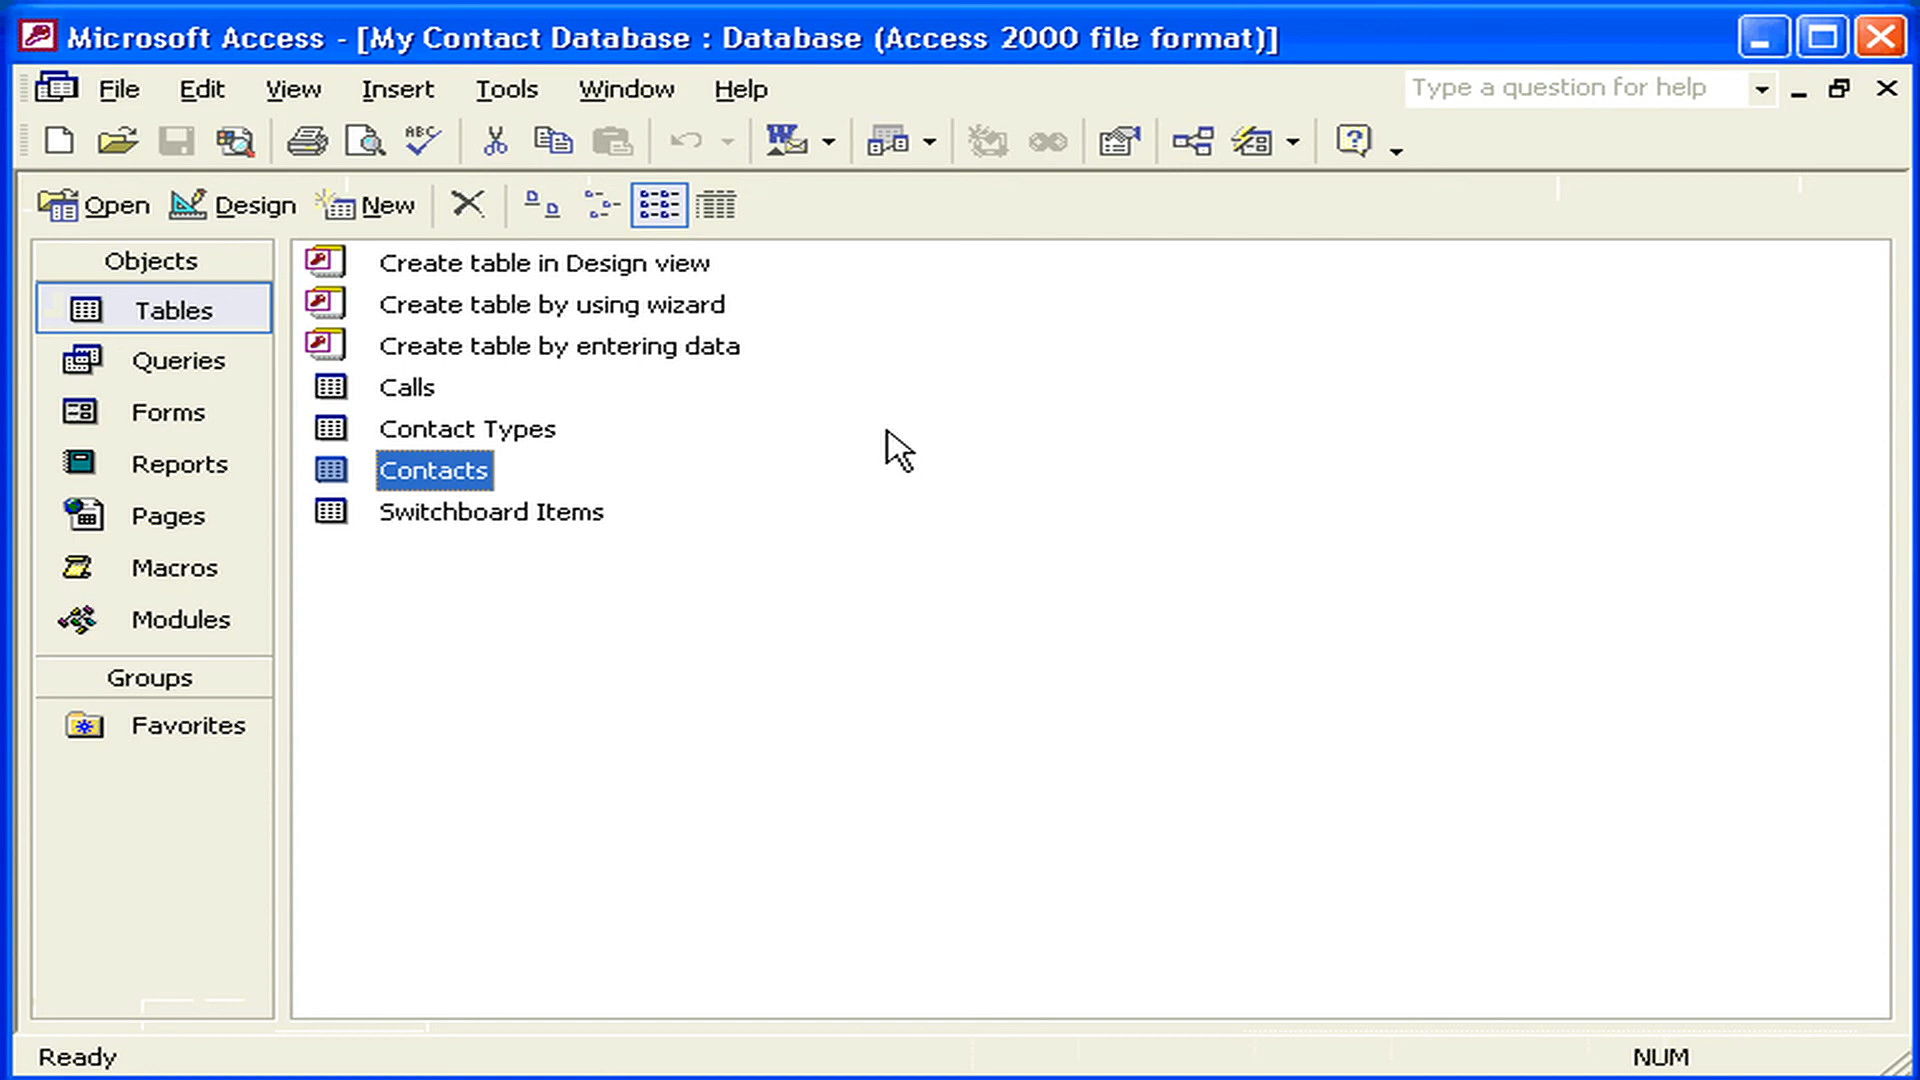 Microsoft Access - [My Contact Database : Database (Access 2000 file format)]
File Edit View Insert Tools Window Help Type a question for help
ABC W ?
Open Design New
Objects
Tables
Queries
Forms
Reports
Pages
Macros
Modules
Groups
Favorites
Create table in Design view
Create table by using wizard
Create table by entering data
Calls
Contact Types
Contacts
Switchboard Items
Ready NUM